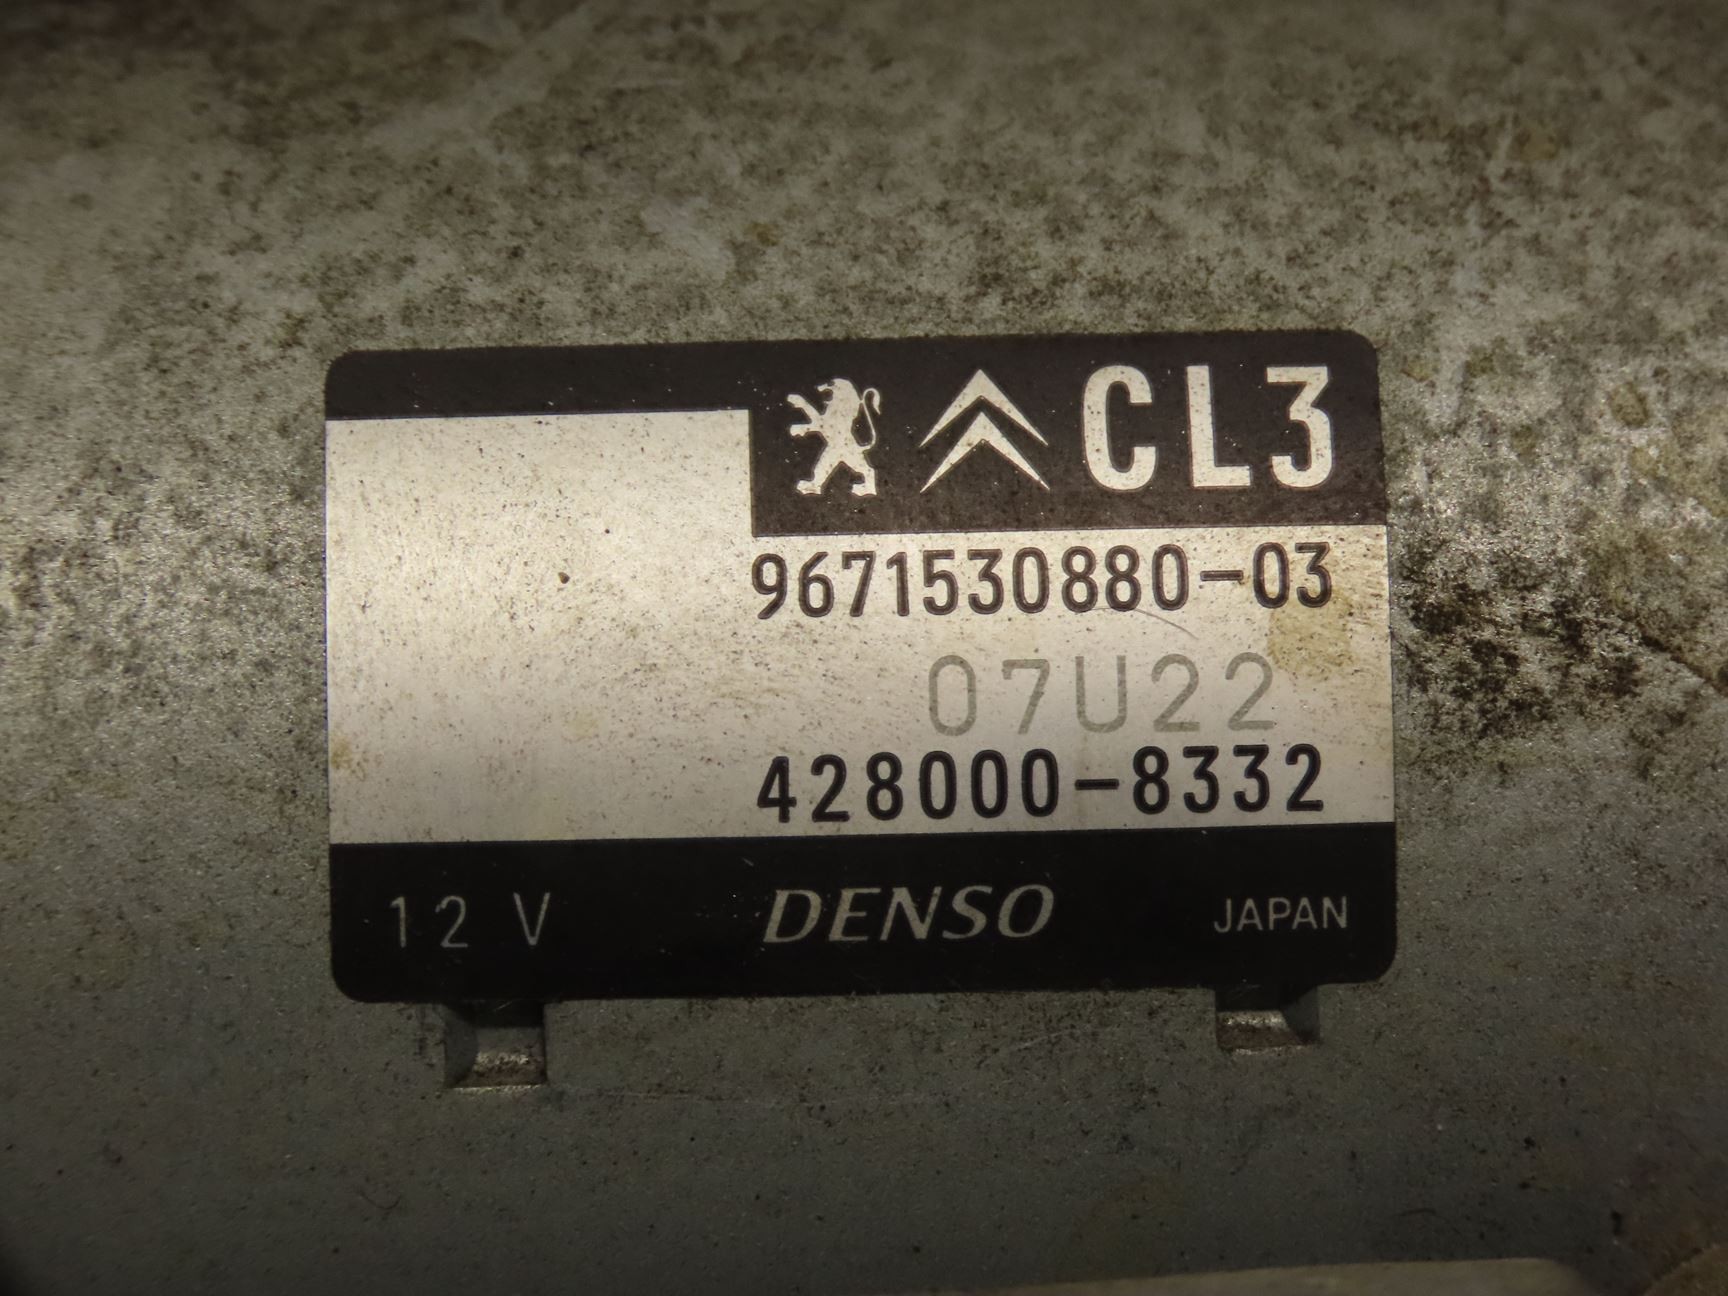 CL3
9671530880-03
07U22
428000-8332
12 V DENSO JAPAN